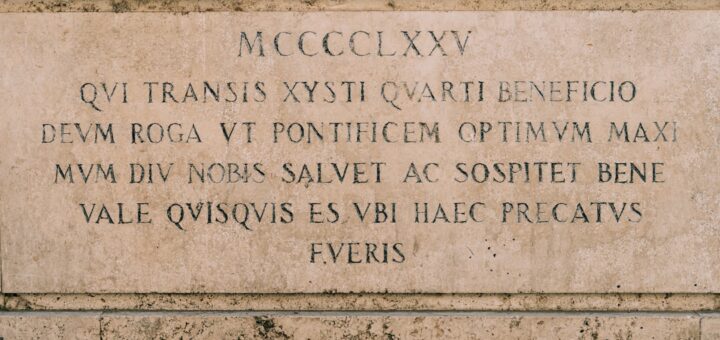 MCCCCCLXXV
QVI TRANSIS XYSTI QVARTI BENEFICIO
DEVM ROGA VT PONTIFICEM OPTIMVM MAXI
MVM DIV NOBIS SALVET AC SOSPITET BENE
VALE QVISQVIS ES VBI HAEC PRECATVS
FVERIS